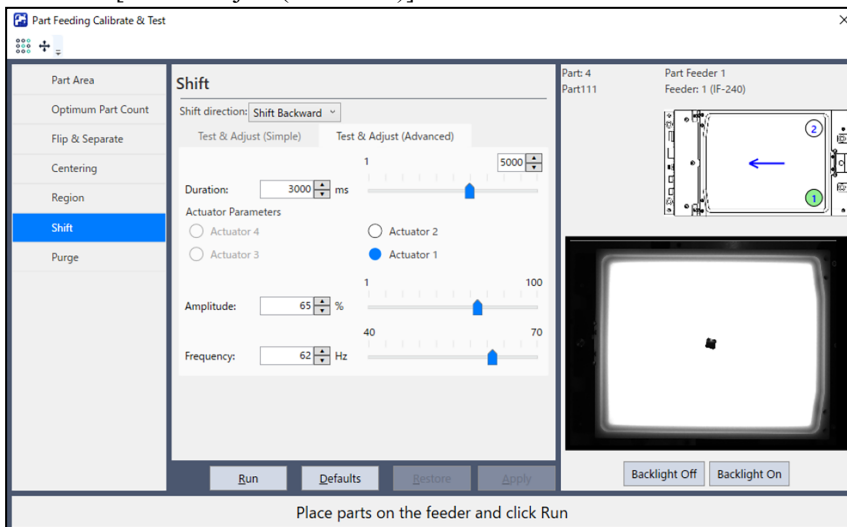 Part Feeding Calibrate & Test
Part Area
Optimum Part Count
Flip & Separate
Centering
Region
Shift
Purge
Shift
Shift direction: Shift Backward
Test & Adjust (Simple) Test & Adjust (Advanced)
1 5000
Duration: 3000 ms
Actuator Parameters
Actuator 4 Actuator 2
Actuator 3 Actuator 1
1 100
Amplitude: 65 %
40 70
Frequency: 62 Hz
Run Defaults Restore Apply
Part: 4 Part Feeder 1
Part111 Feeder: 1 (IF-240)
2
1
Backlight Off Backlight On
Place parts on the feeder and click Run